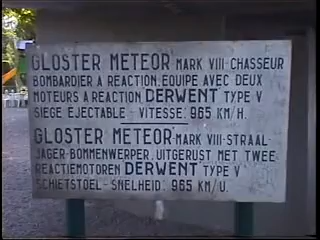 GLOSTER METEOR MARK VIII-CHASSEUR
BOMBARDIER A REACTION, EQUIPE AVEC DEUX
MOTEURS A REACTION, DERWENT TYPE V
SIEGE EJECTABLE - VITESSE: 965 KM/H.
GLOSTER METEOR MARK VIII-STRAAL-
JAGER-BOMMENWERPER, UITGERUST MET TWEE
REACTIEMOTOREN DERWENT TYPE V
SCHIETSTOEL-SNELHEID: 965 KM/U.